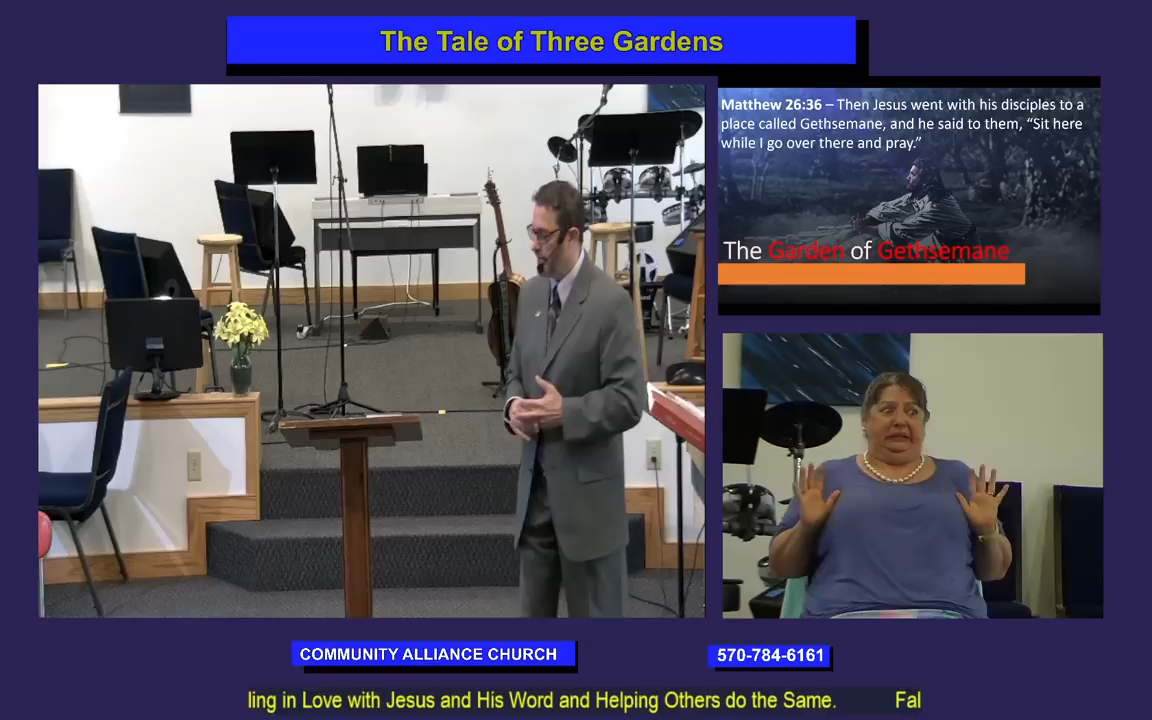 The Tale of Three Gardens
Matthew 26:36 – Then Jesus went with his disciples to a
place called Gethsemane, and he said to them, “Sit here
while I go over there and pray.”
The Garden of Gethsemane
COMMUNITY ALLIANCE CHURCH
570-784-6161
ling in Love with Jesus and His Word and Helping Others do the Same. Fal